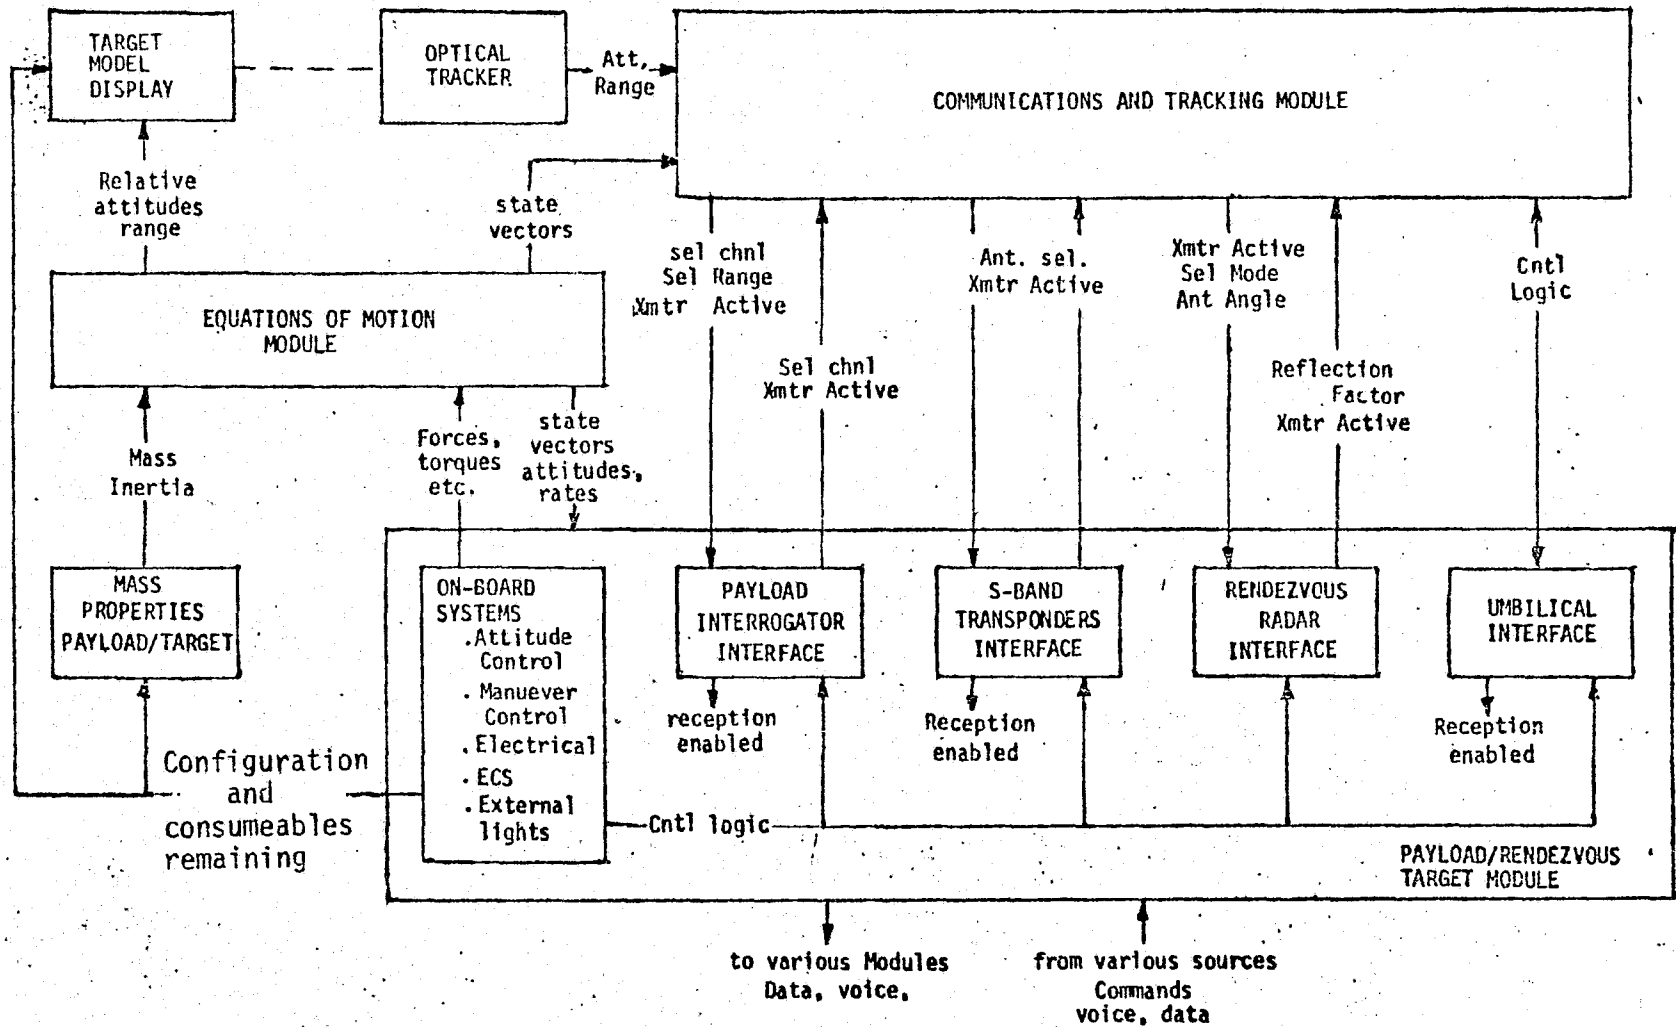 TARGET
MODEL
DISPLAY
OPTICAL
TRACKER
Att,
Range
COMMUNICATIONS AND TRACKING MODULE
Relative
attitudes
range
state
vectors
sel chnl
Sel Range
Xmtr Active
Sel chnl
Xmtr Active
Ant. sel.
Xmtr Active
Xmtr Active
Sel Mode
Ant Angle
Reflection
Factor
Xmtr Active
Cntl
Logic
EQUATIONS OF MOTION
MODULE
Mass
Inertia
Forces,
torques
etc.
state
vectors
attitudes,
rates
MASS
PROPERTIES
PAYLOAD/TARGET
ON-BOARD
SYSTEMS
.Attitude
Control
. Manuever
Control
.Electrical
. ECS
.External
lights
PAYLOAD
INTERROGATOR
INTERFACE
S-BAND
TRANSPONDERS
INTERFACE
RENDEZVOUS
RADAR
INTERFACE
UMBILICAL
INTERFACE
reception
enabled
Reception
enabled
Reception
enabled
Configuration
and
consumeables
remaining
Cntl logic
PAYLOAD/RENDEZVOUS
TARGET MODULE
to various Modules
Data, voice,
from various sources
Commands
voice, data